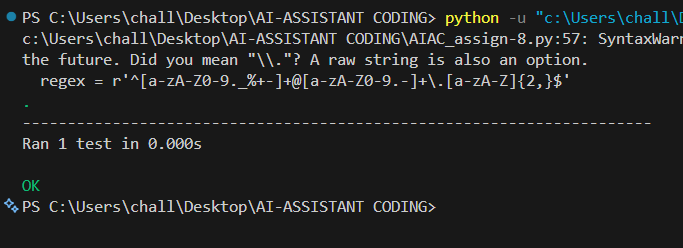 PS C:\Users\chall\Desktop\AI-ASSISTANT CODING> python -u "c:\Users\chall\
c:\Users\chall\Desktop\AI-ASSISTANT CODING\AIAC_assign-8.py:57:
the future. Did you mean "\\."? A raw string is also an option.
regex = r'^[a-zA-Z0-9._%+-]+@[a-zA-Z0-9.-]+\.[a-zA-Z]{2,}$'
.
----------------------------------------------------------------------
Ran 1 test in 0.000s
OK
PS C:\Users\chall\Desktop\AI-ASSISTANT CODING>